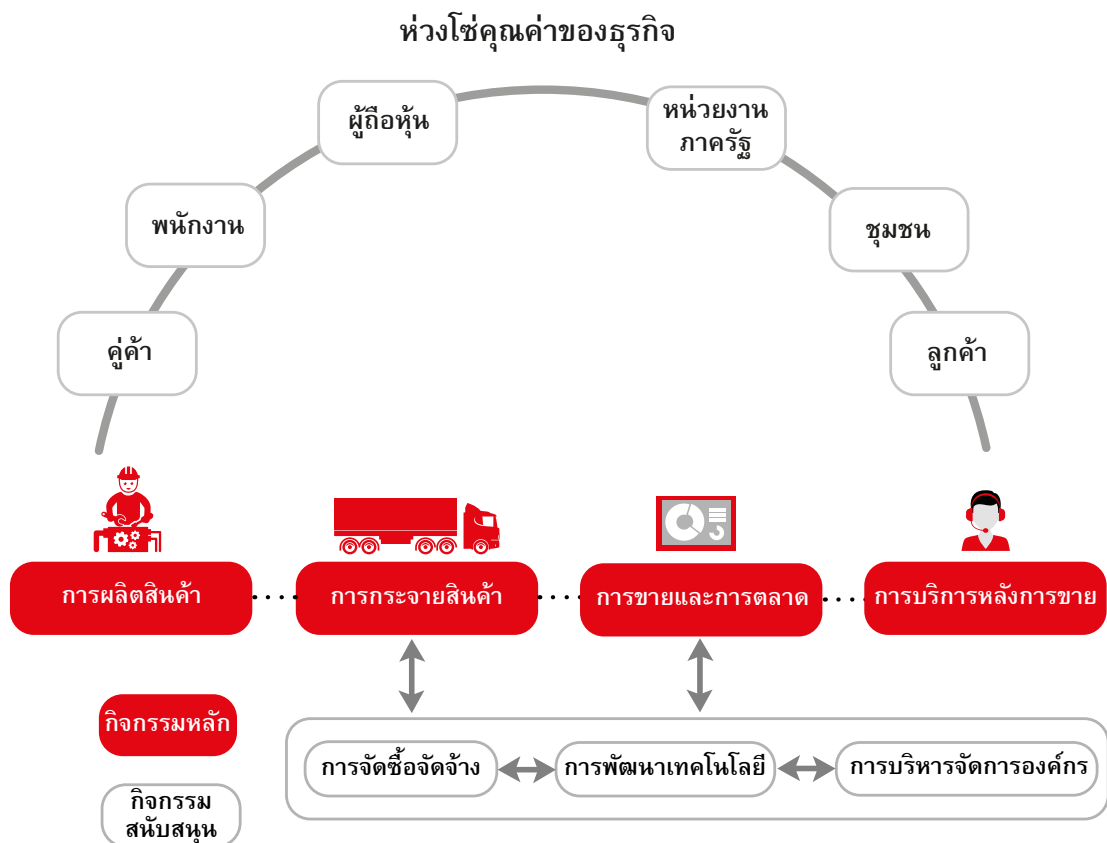 ห่วงโซ่คุณค่าของธุรกิจ
ผู้ถือหุ้น
หน่วยงาน
ภาครัฐ
พนักงาน
ชุมชน
คู่ค้า
ลูกค้า
การผลิตสินค้า
การกระจายสินค้า
การขายและการตลาด
การบริการหลังการขาย
กิจกรรมหลัก
การจัดซื้อจัดจ้าง
การพัฒนาเทคโนโลยี
การบริหารจัดการองค์กร
กิจกรรม
สนับสนุน